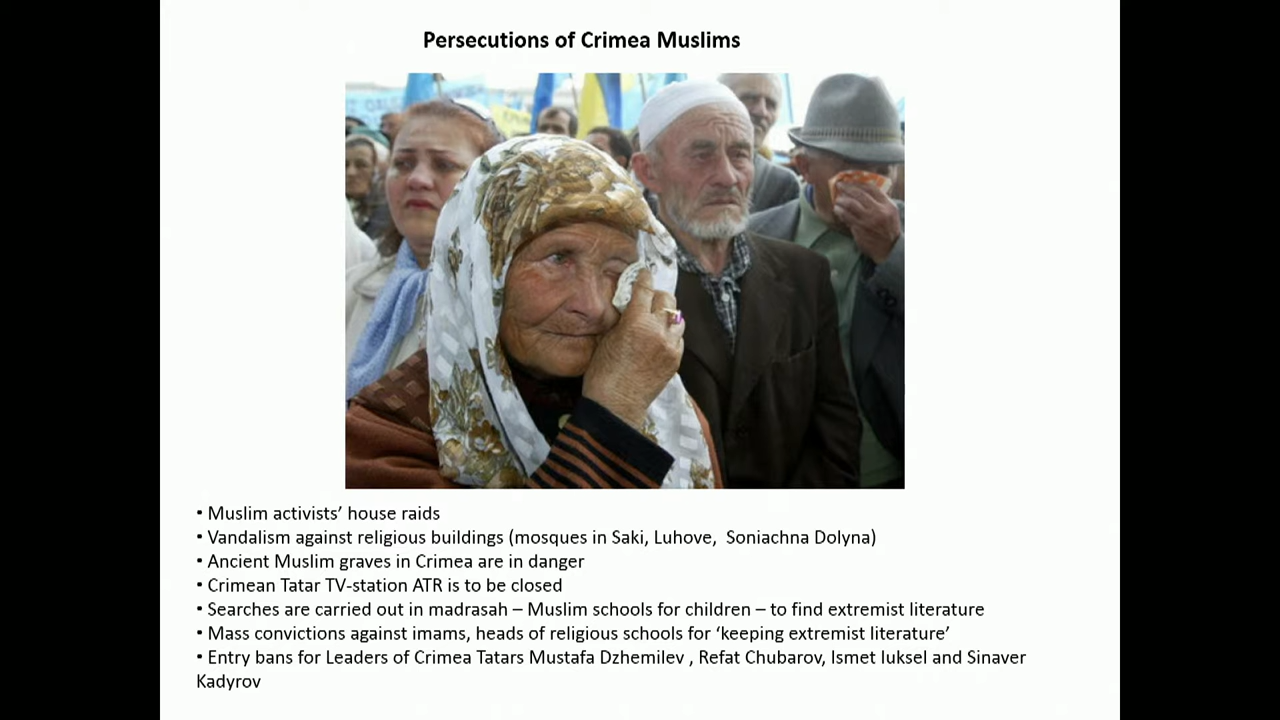 Persecutions of Crimea Muslims
• Muslim activists’ house raids
• Vandalism against religious buildings (mosques in Saki, Luhove,  Soniachna Dolyna)
• Ancient Muslim graves in Crimea are in danger
• Crimean Tatar TV-station ATR is to be closed
• Searches are carried out in madrasah – Muslim schools for children – to find extremist literature
• Mass convictions against imams, heads of religious schools for ‘keeping extremist literature’
• Entry bans for Leaders of Crimea Tatars Mustafa Dzhemilev , Refat Chubarov, Ismet Iuksel and Sinaver
Kadyrov